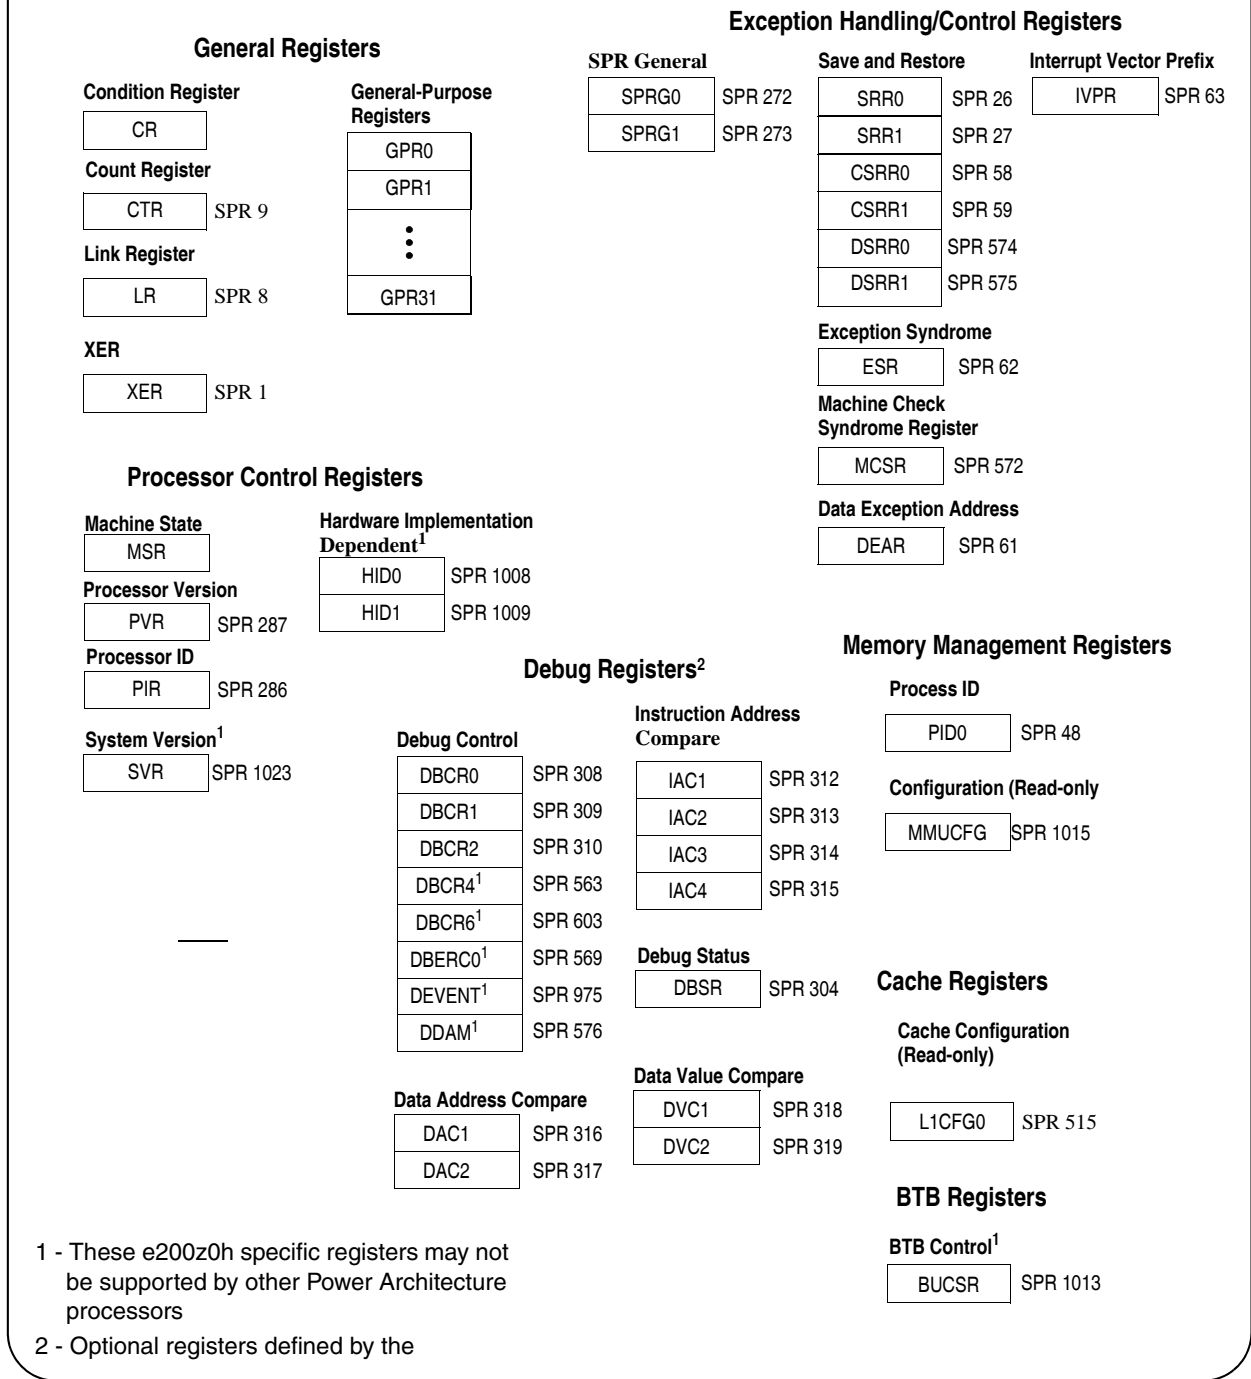 General Registers
Condition Register
CR
Count Register
CTR SPR 9
Link Register
LR SPR 8
XER
XER SPR 1
General-Purpose
Registers
GPR0
GPR1
GPR31
Exception Handling/Control Registers
SPR General
SPRG0 SPR 272
SPRG1 SPR 273
Save and Restore
SRR0 SPR 26
SRR1 SPR 27
CSRR0 SPR 58
CSRR1 SPR 59
DSRR0 SPR 574
DSRR1 SPR 575
Exception Syndrome
ESR SPR 62
Machine Check
Syndrome Register
MCSR SPR 572
Data Exception Address
DEAR SPR 61
Interrupt Vector Prefix
IVPR SPR 63
Processor Control Registers
Machine State
MSR
Processor Version
PVR SPR 287
Processor ID
PIR SPR 286
System Version1
SVR SPR 1023
Hardware Implementation
Dependent1
HID0 SPR 1008
HID1 SPR 1009
Debug Registers2
Debug Control
DBCR0 SPR 308
DBCR1 SPR 309
DBCR2 SPR 310
DBCR41 SPR 563
DBCR61 SPR 603
DBERC01 SPR 569
DEVENT1 SPR 975
DDAM1 SPR 576
Data Address Compare
DAC1 SPR 316
DAC2 SPR 317
Instruction Address
Compare
IAC1 SPR 312
IAC2 SPR 313
IAC3 SPR 314
IAC4 SPR 315
Debug Status
DBSR SPR 304
Data Value Compare
DVC1 SPR 318
DVC2 SPR 319
Memory Management Registers
Process ID
PID0 SPR 48
Configuration (Read-only
MMUCFG SPR 1015
Cache Registers
Cache Configuration
(Read-only)
L1CFG0 SPR 515
BTB Registers
BTB Control1
BUCSR SPR 1013
1 - These e200z0h specific registers may not
be supported by other Power Architecture
processors
2 - Optional registers defined by the